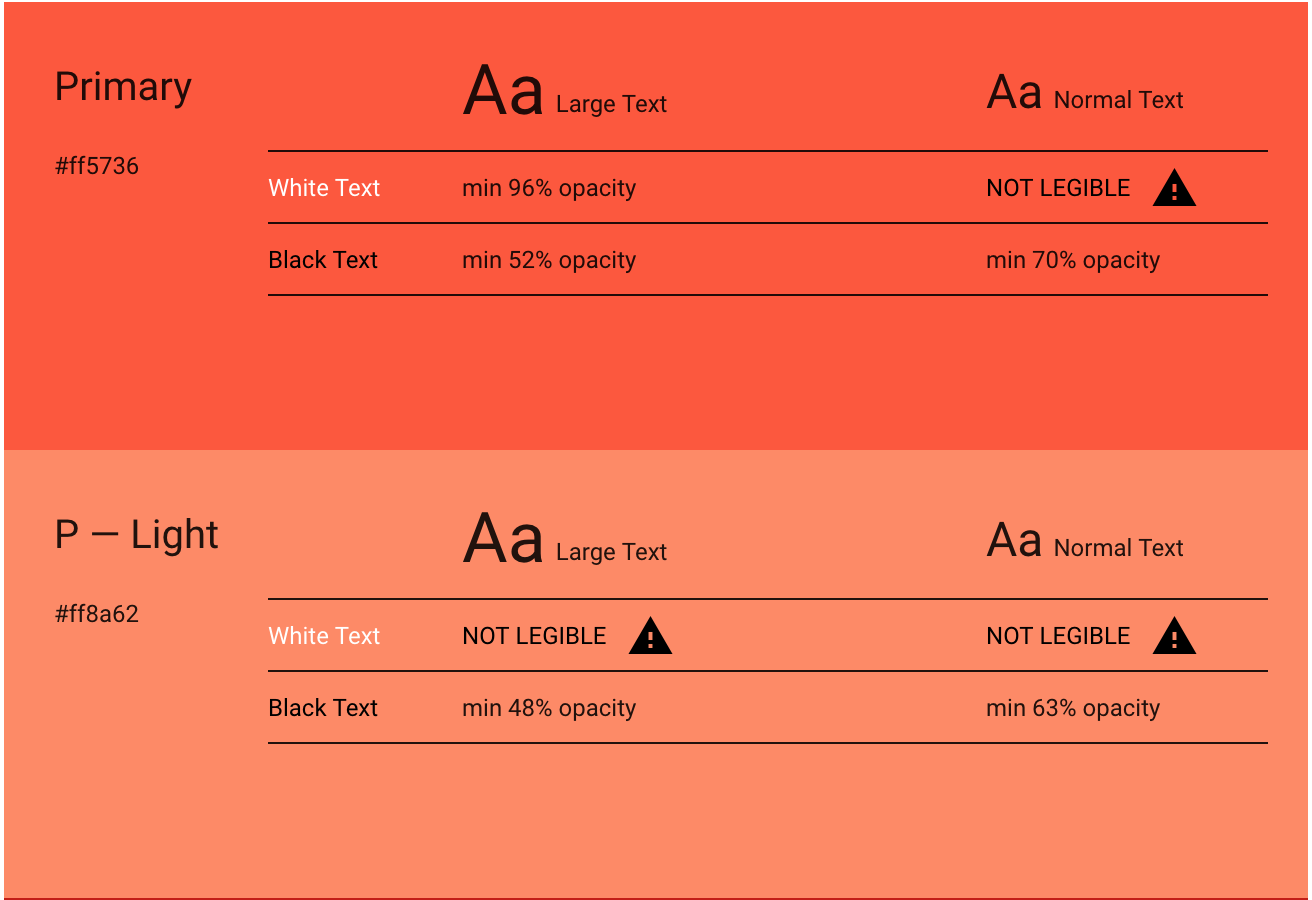 Primary
Aa Large Text
Aa Normal Text
#ff5736
White Text
min 96% opacity
NOT LEGIBLE
Black Text
min 52% opacity
min 70% opacity
P — Light
Aa Large Text
Aa Normal Text
#ff8a62
White Text
NOT LEGIBLE
NOT LEGIBLE
Black Text
min 48% opacity
min 63% opacity